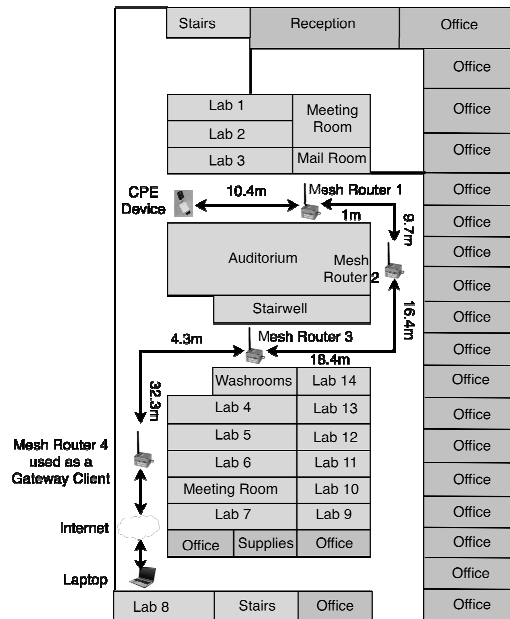 Stairs
Reception
Office
Office
Lab 1
Meeting
Room
Office
Lab 2
Lab 3
Mail Room
Office
CPE
Device
10.4m
Mesh Router 1
Office
1m
9.7m
Office
Auditorium
Mesh
Router 2
Office
Office
Stairwell
16.4m
Office
4.3m
Mesh Router 3
18.4m
Office
32.3m
Washrooms
Lab 14
Office
Lab 4
Lab 13
Office
Mesh Router 4
used as a
Gateway Client
Lab 5
Lab 12
Office
Lab 6
Lab 11
Office
Meeting Room
Lab 10
Office
Internet
Lab 7
Lab 9
Office
Office
Supplies
Office
Office
Laptop
Office
Lab 8
Stairs
Office
Office